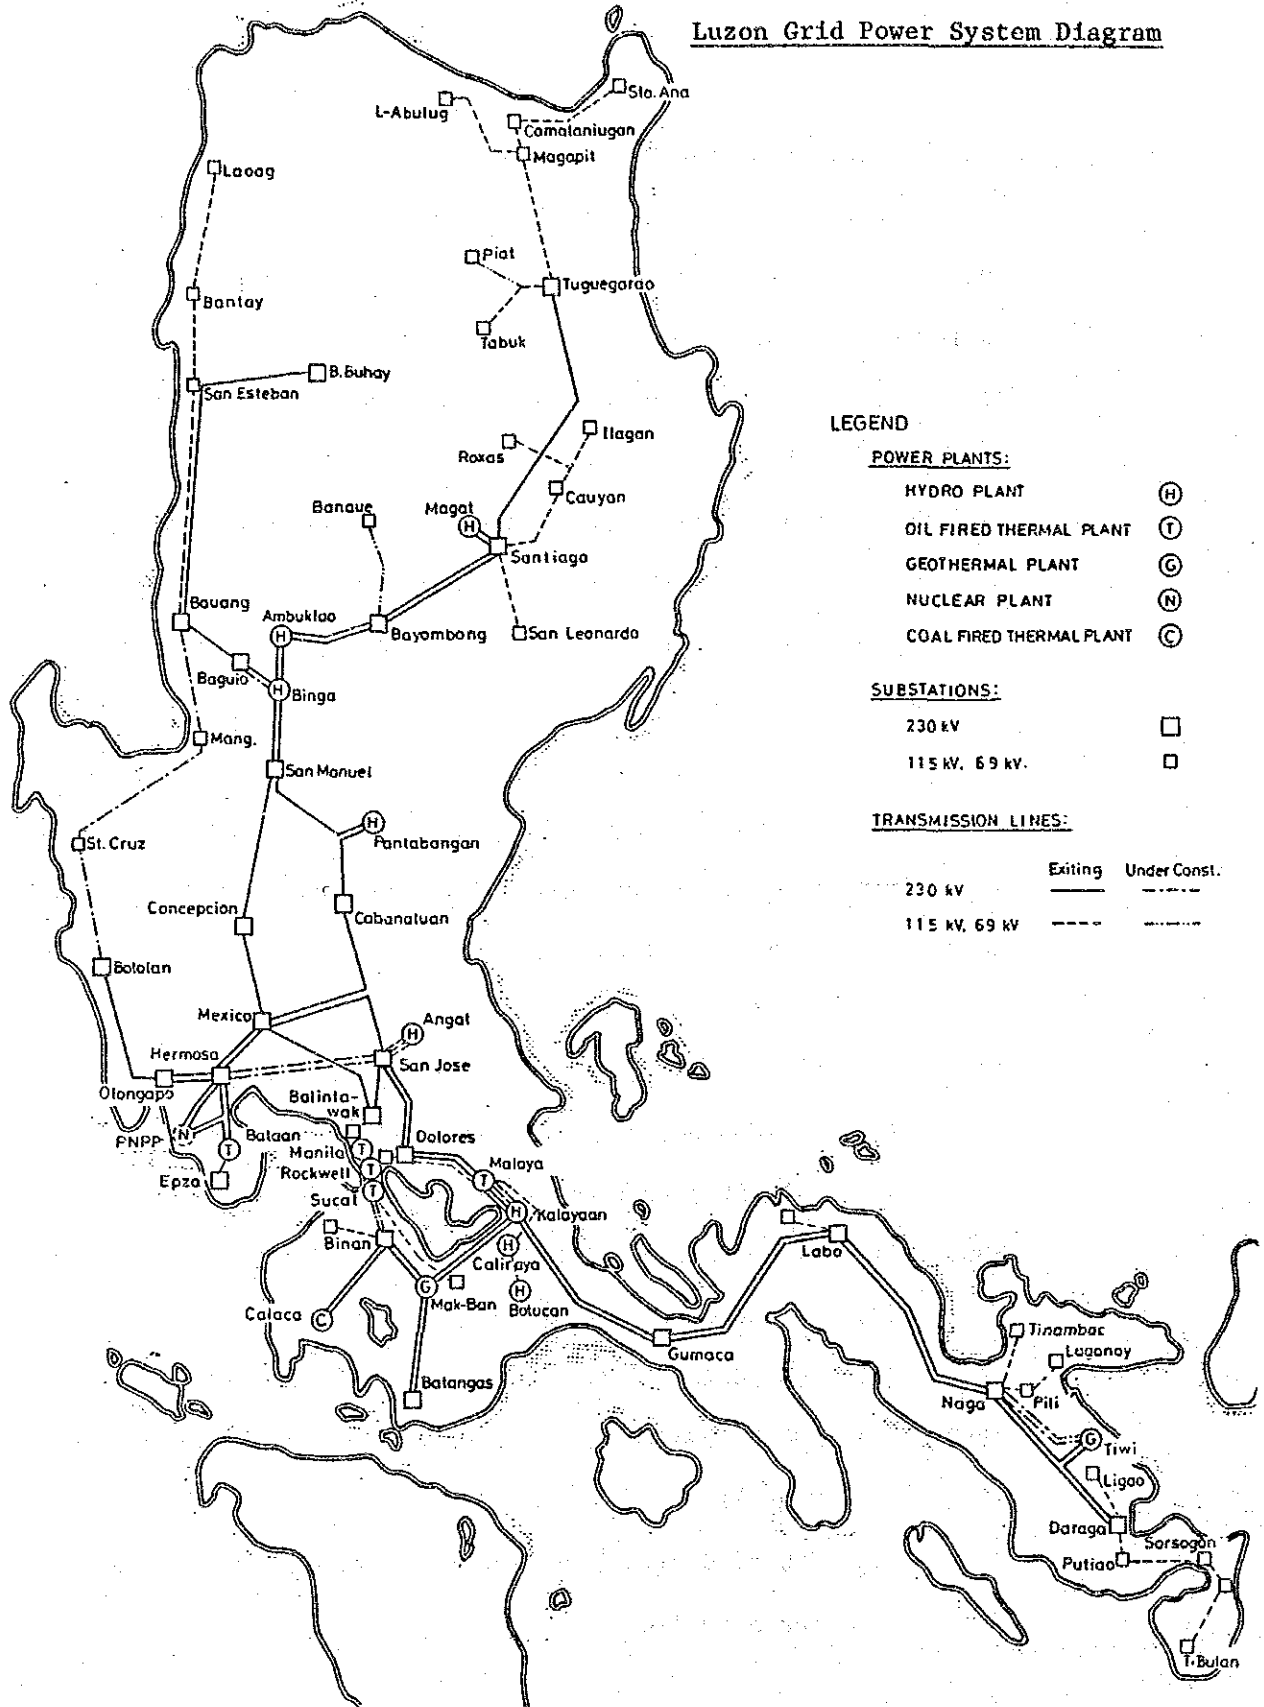 Luzon Grid Power System Diagram
Sta. Ana
L-Abulug
Camalaniugan
Magapit
Laoag
Piat
Tuguegarao
Bantay
Tabuk
B. Buhay
San Esteban
LEGEND
Ilagan
Roxas
POWER PLANTS:
HYDRO PLANT H
Cauyan
Banaue
Magat
H
OIL FIRED THERMAL PLANT T
Santiago
GEOTHERMAL PLANT G
NUCLEAR PLANT N
Bauang
Ambuklao
H
Bayombong
San Leonardo
COAL FIRED THERMAL PLANT C
Baguio
H
Binga
SUBSTATIONS:
230 kV
Mang.
115 kV, 69 kV.
San Manuel
H
Pantabangan
TRANSMISSION LINES:
St. Cruz
Exiting Under Const.
230 kV
Concepcion
Cabanatuan
115 kV, 69 kV
Botolan
Mexico
Angat
H
Hermosa
San Jose
Olongapo
Balinta-
wak
PNPP
N
Bataan
T
Dolores
Manila
T
Malaya
T
Rockwell
T
Epza
Sucat
T
H
Kalayaan
Binan
H
Labo
Caliraya
G
Mak-Ban
H
Botucan
Calaca
C
Gumaca
Tinambac
Lagonoy
Batangas
Naga
Pili
G
Tiwi
Ligao
Daraga
Sorsogon
Putiao
T. Bulan